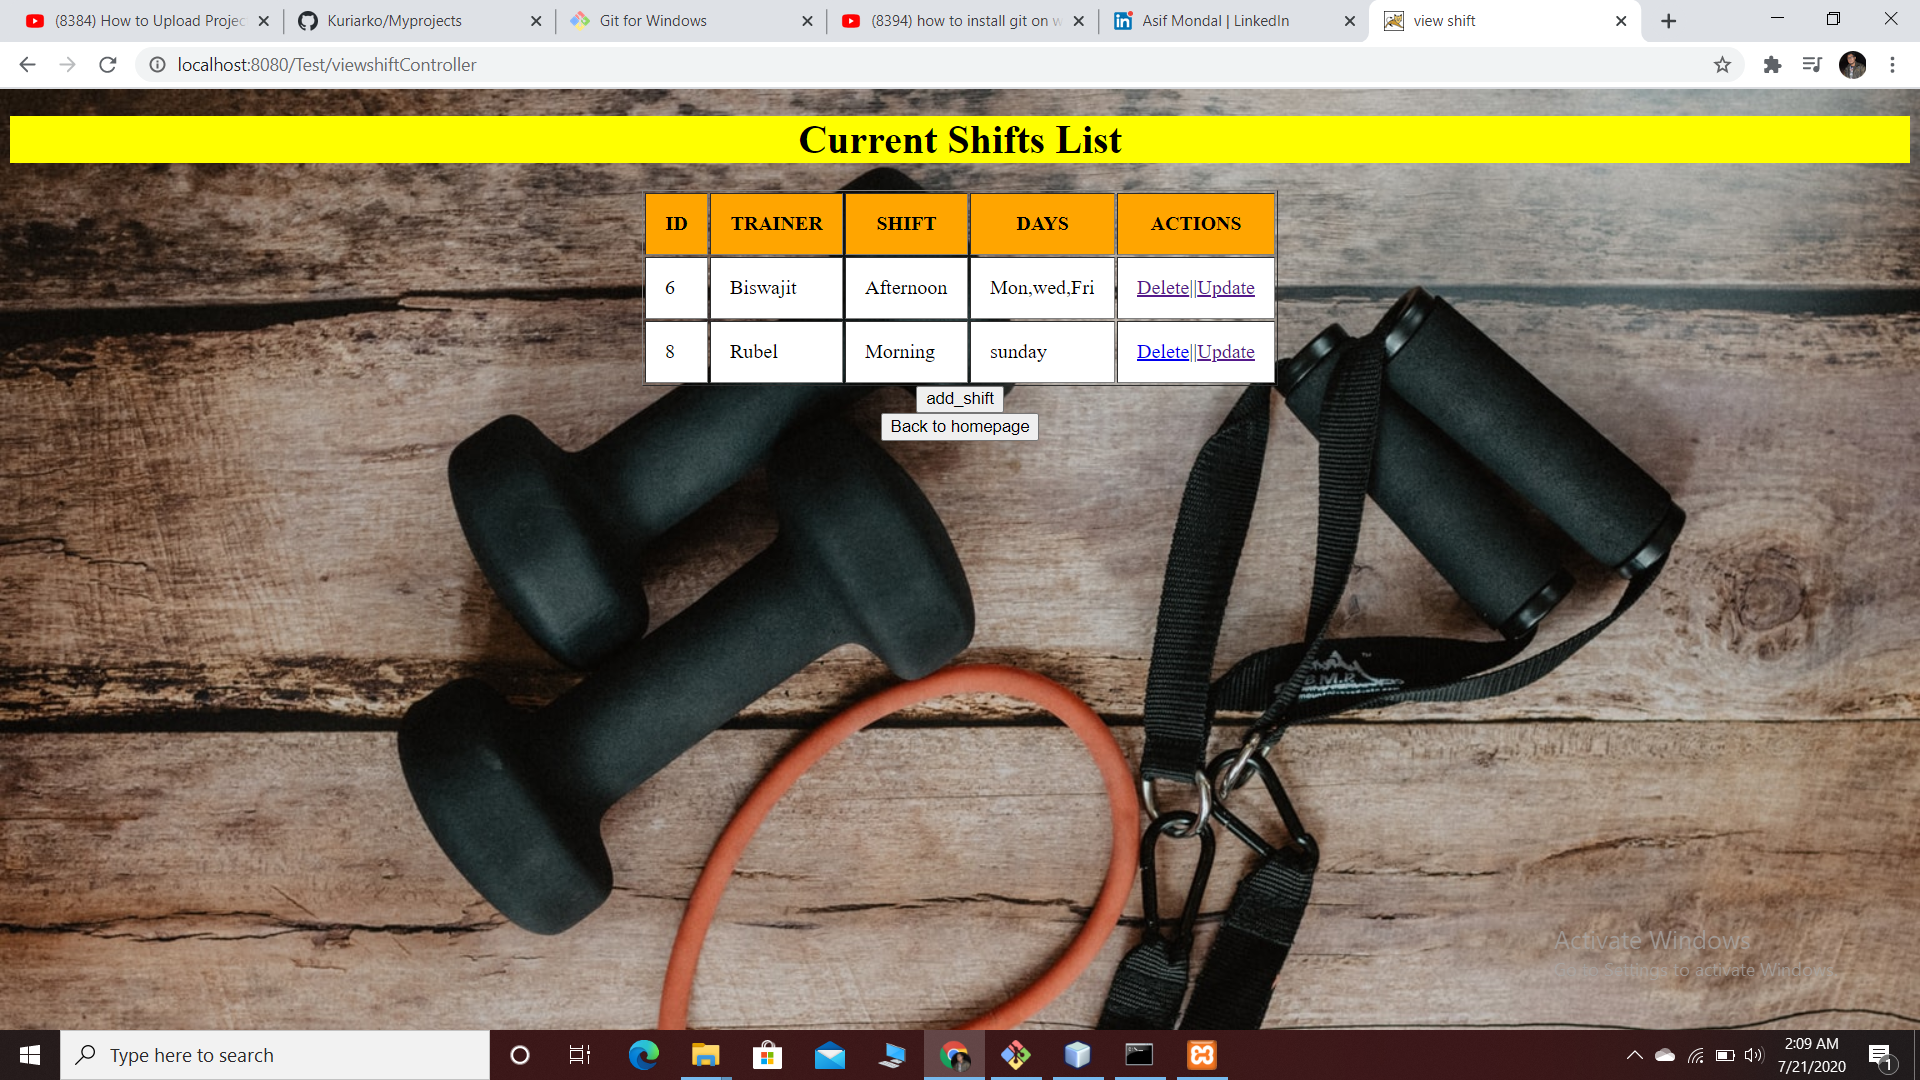 (8384) How to Upload Projec
Kuriarko/Myprojects
Git for Windows
(8394) how to install git on w
Asif Mondal | LinkedIn
view shift
localhost:8080/Test/viewshiftController
Current Shifts List
ID TRAINER SHIFT DAYS ACTIONS
6 Biswajit Afternoon Mon,wed,Fri Delete||Update
8 Rubel Morning sunday Delete||Update
add_shift
Back to homepage
B.M.R
Activate Windows
Go to Settings to activate Windows.
Type here to search
2:09 AM
7/21/2020
1